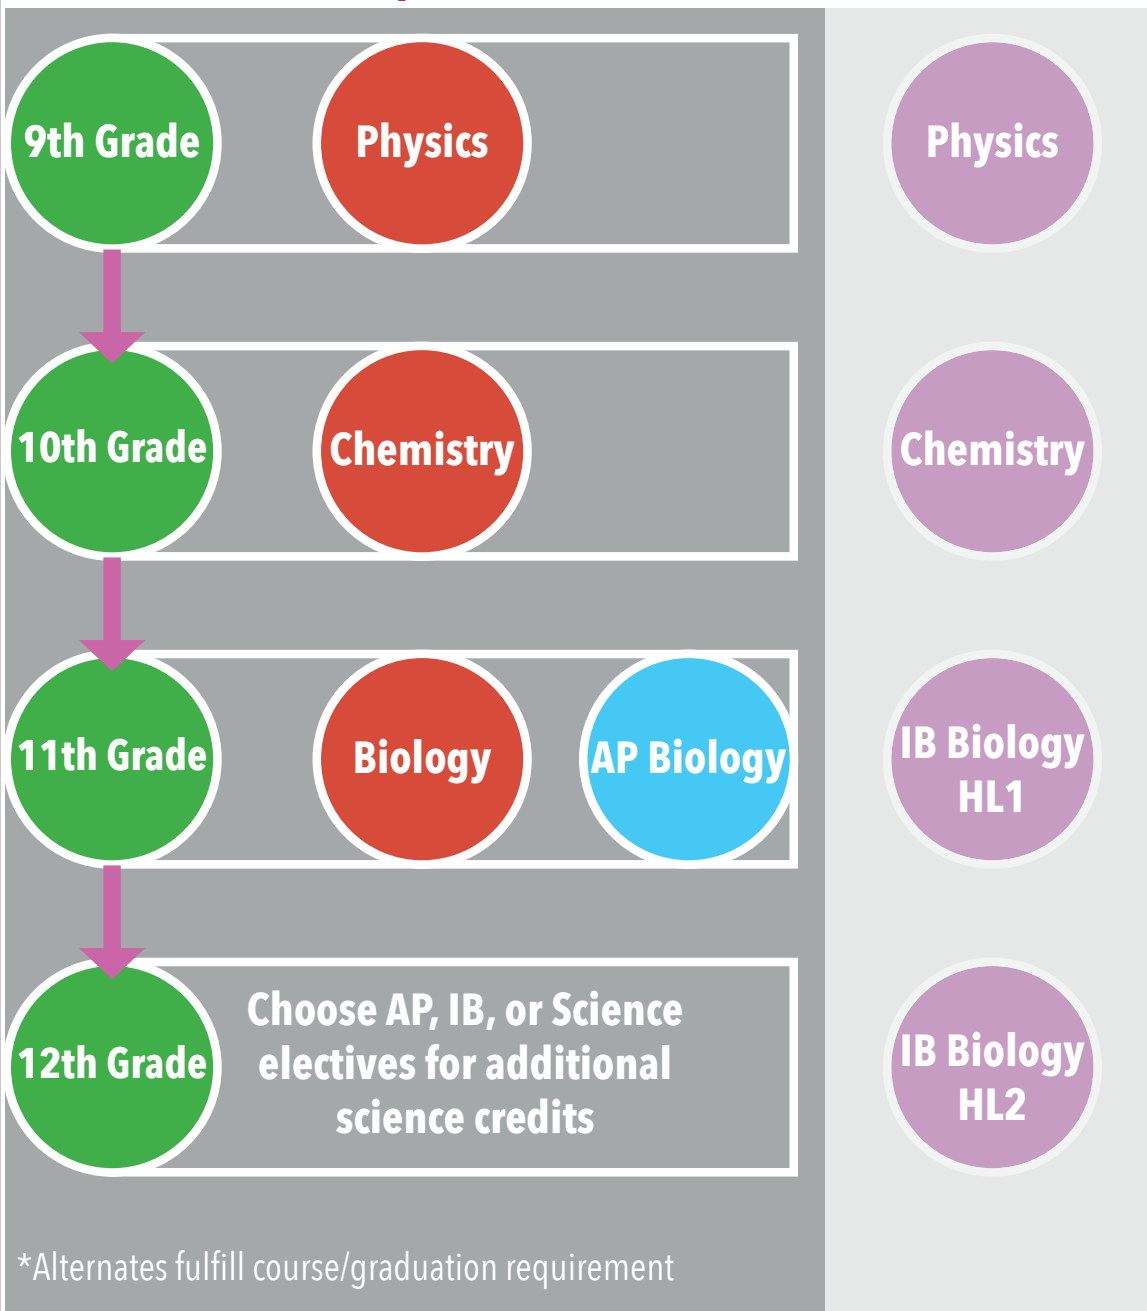 9th Grade
Physics
Physics
10th Grade
Chemistry
Chemistry
11th Grade
Biology
AP Biology
IB Biology
HL1
12th Grade
Choose AP, IB, or Science
electives for additional
science credits
IB Biology
HL2
*Alternates fulfill course/graduation requirement